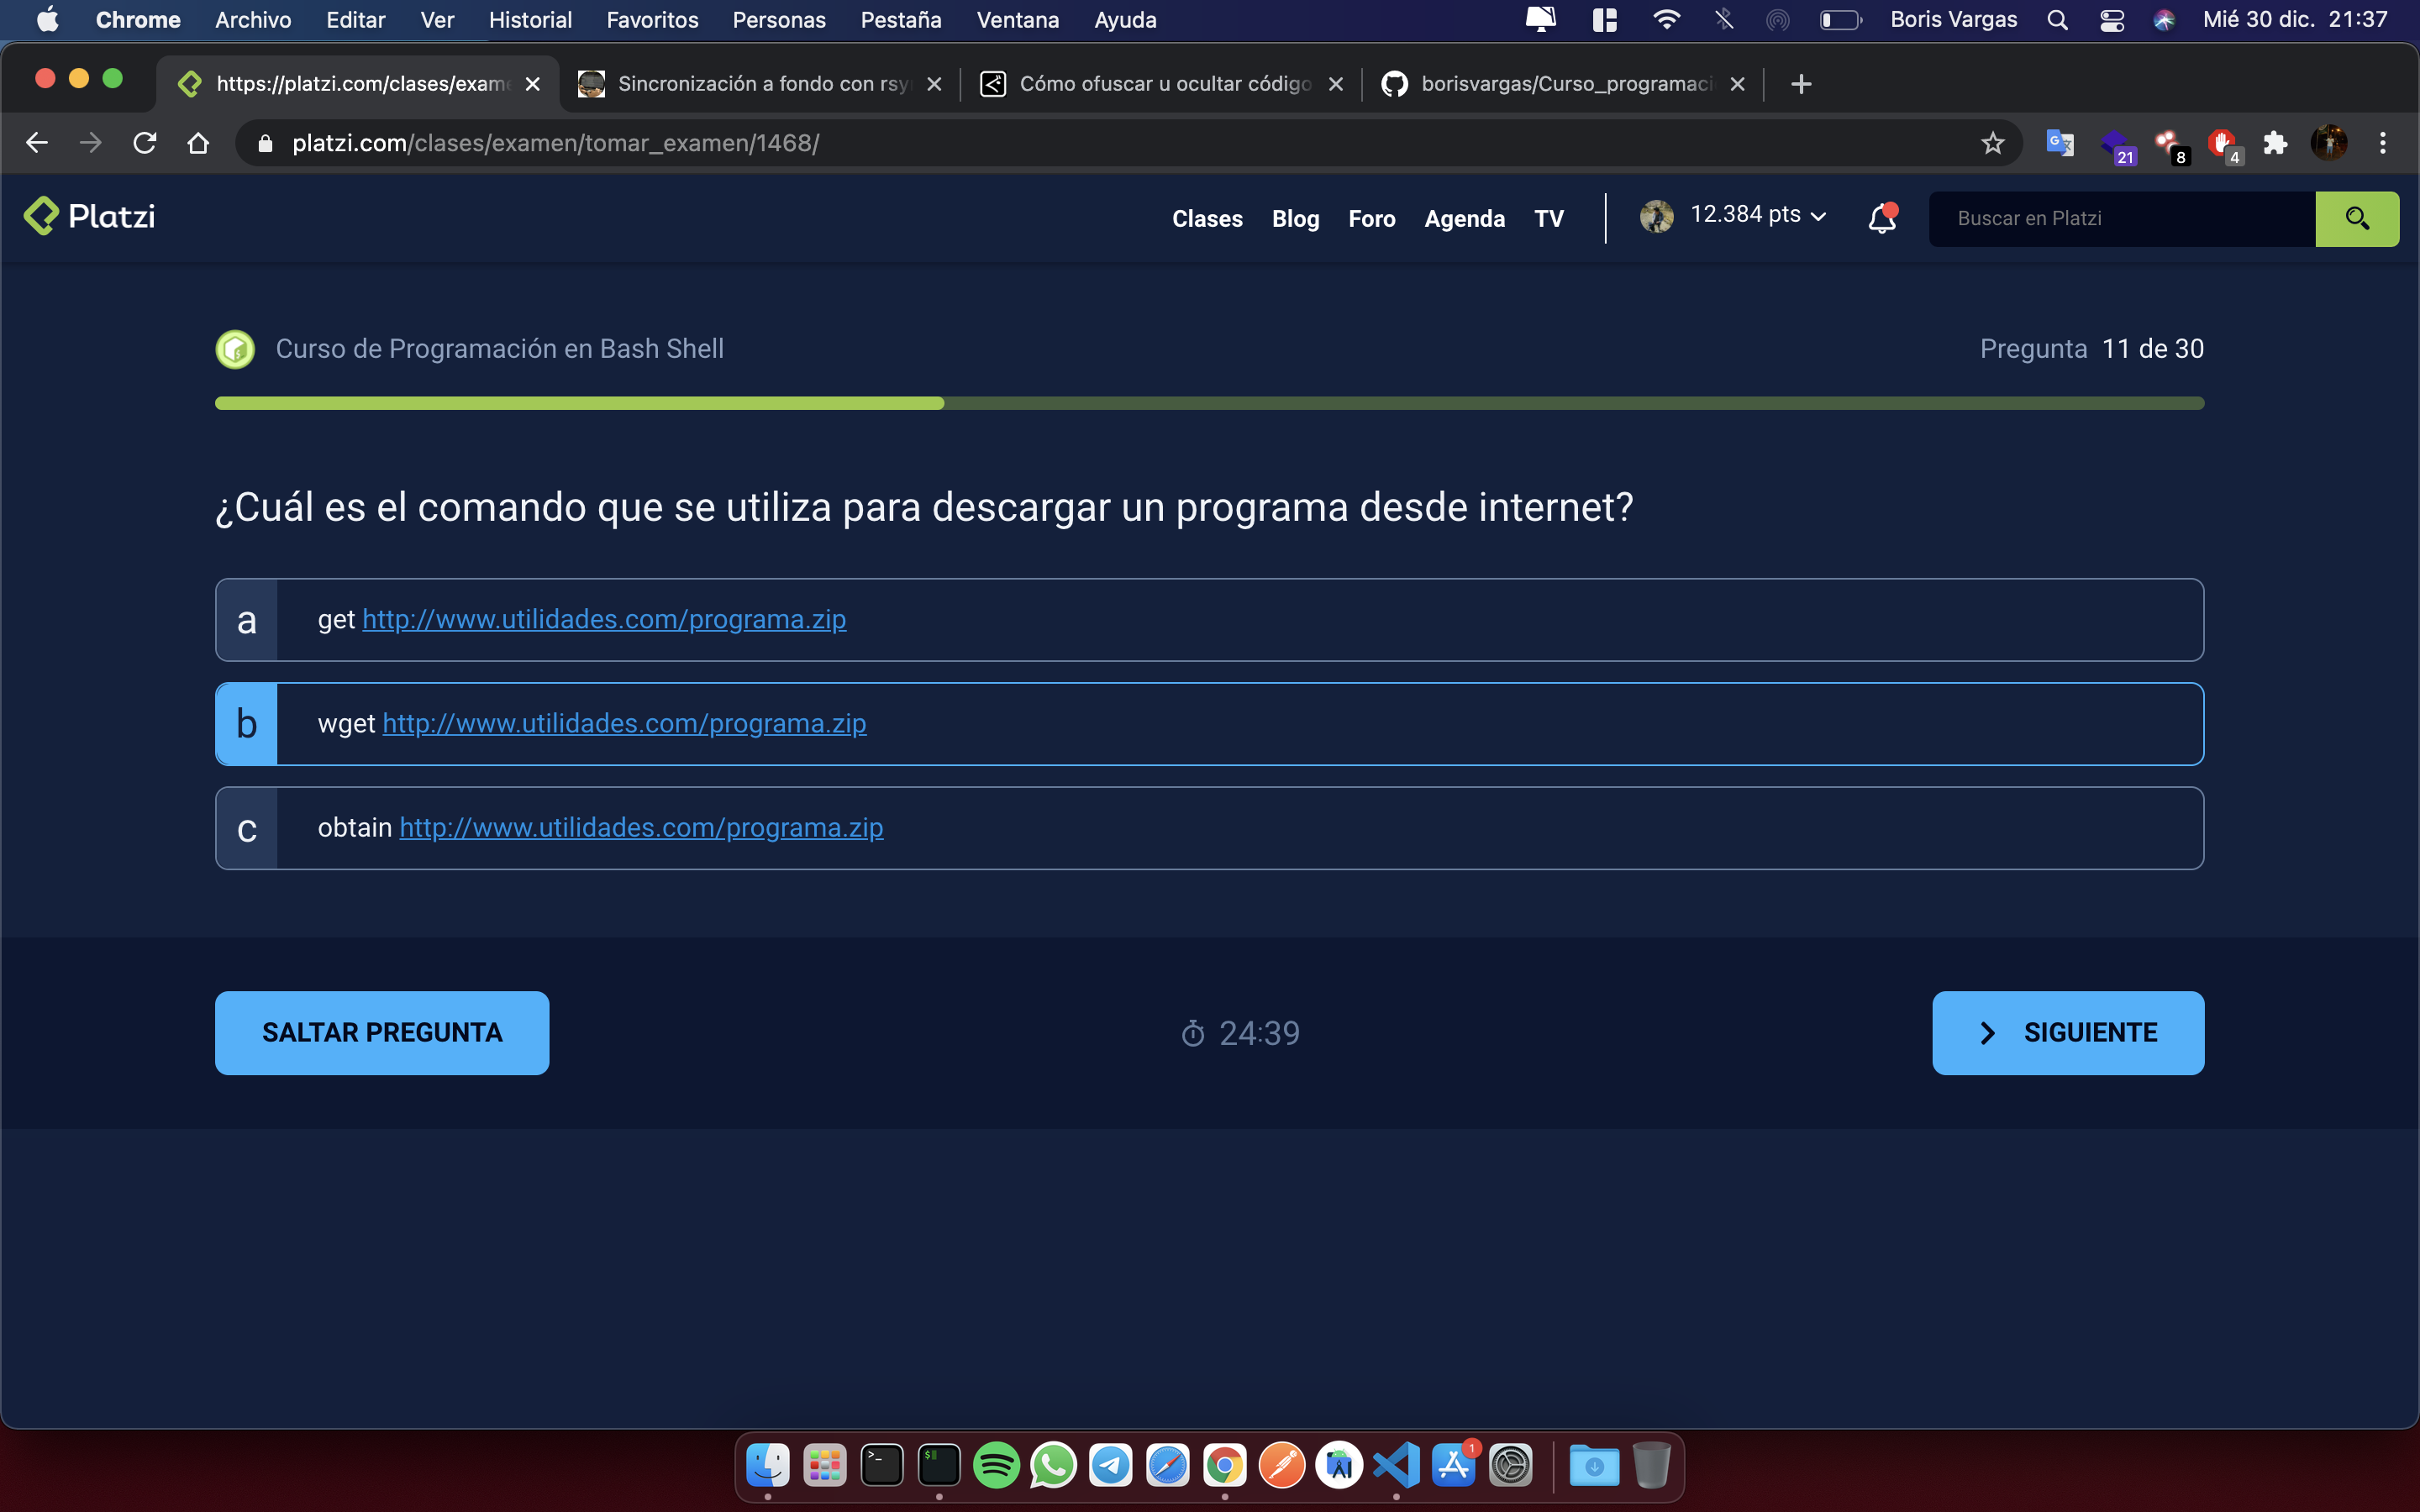 Chrome Archivo Editar Ver Historial Favoritos Personas Pestaña Ventana Ayuda Boris Vargas Mié 30 dic. 21:37
https://platzi.com/clases/exame Sincronización a fondo con rsy Cómo ofuscar u ocultar código borisvargas/Curso_programaci
platzi.com/clases/examen/tomar_examen/1468/ 21 8 4
Platzi Clases Blog Foro Agenda TV 12.384 pts Buscar en Platzi
Curso de Programación en Bash Shell Pregunta 11 de 30
¿Cuál es el comando que se utiliza para descargar un programa desde internet?
a get http://www.utilidades.com/programa.zip
b wget http://www.utilidades.com/programa.zip
c obtain http://www.utilidades.com/programa.zip
SALTAR PREGUNTA 24:39 SIGUIENTE
1